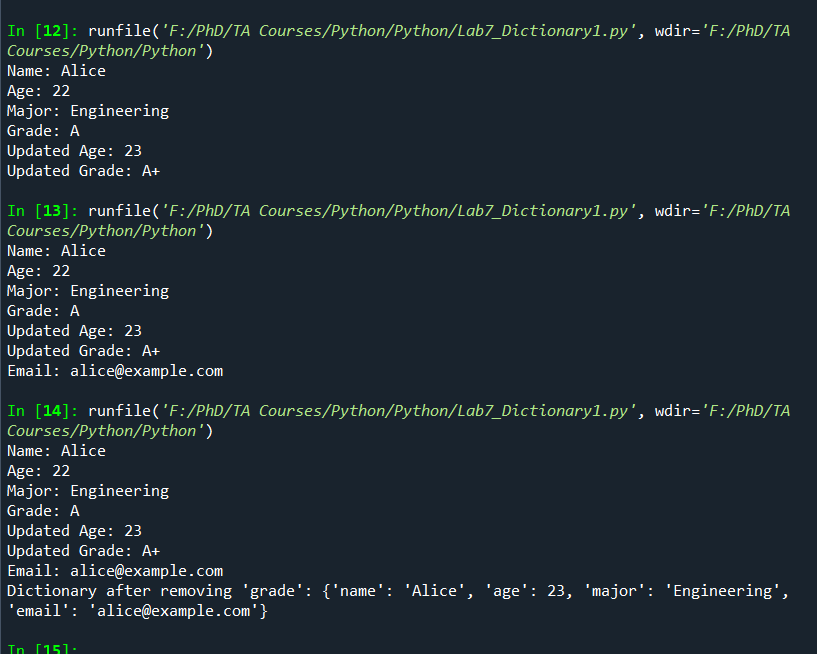 In [12]: runfile('F:/PhD/TA Courses/Python/Python/Lab7_Dictionary1.py', wdir='F:/PhD/TA
Courses/Python/Python')
Name: Alice
Age: 22
Major: Engineering
Grade: A
Updated Age: 23
Updated Grade: A+
In [13]: runfile('F:/PhD/TA Courses/Python/Python/Lab7_Dictionary1.py', wdir='F:/PhD/TA
Courses/Python/Python')
Name: Alice
Age: 22
Major: Engineering
Grade: A
Updated Age: 23
Updated Grade: A+
Email: alice@example.com
In [14]: runfile('F:/PhD/TA Courses/Python/Python/Lab7_Dictionary1.py', wdir='F:/PhD/TA
Courses/Python/Python')
Name: Alice
Age: 22
Major: Engineering
Grade: A
Updated Age: 23
Updated Grade: A+
Email: alice@example.com
Dictionary after removing 'grade': {'name': 'Alice', 'age': 23, 'major': 'Engineering',
'email': 'alice@example.com'}
In [15]: